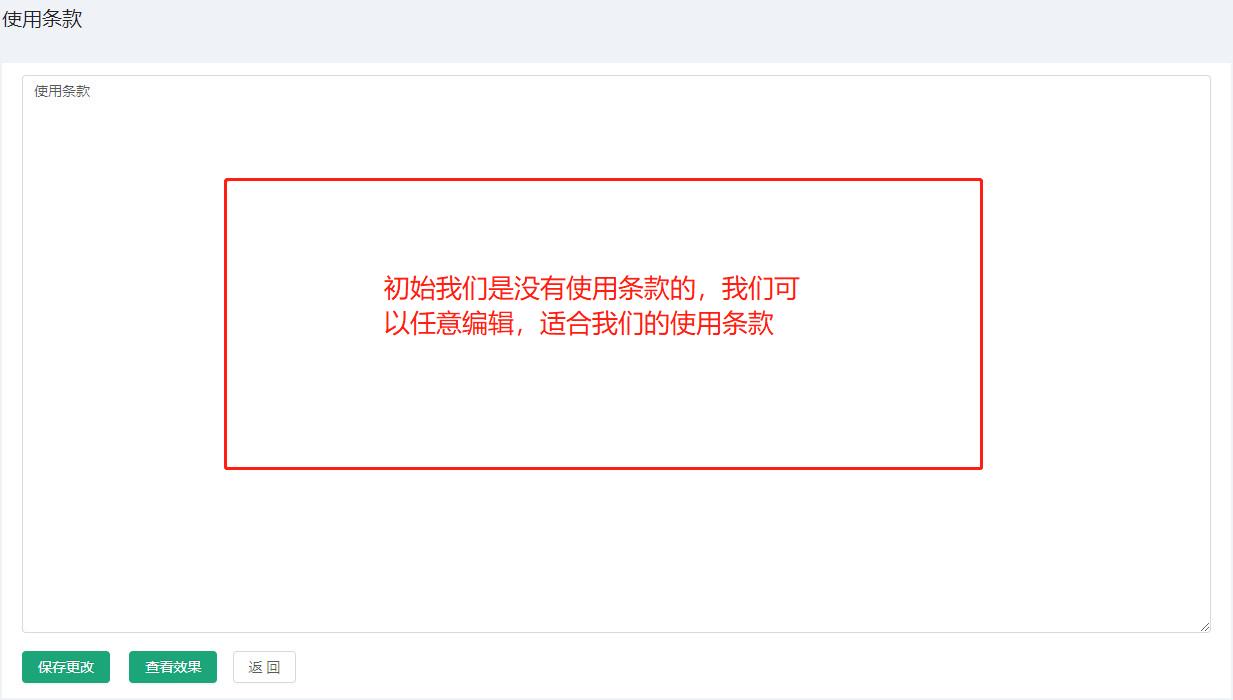 使用条款
使用条款
初始我们是没有使用条款的，我们可
以任意编辑，适合我们的使用条款
保存更改
查看效果
返 回